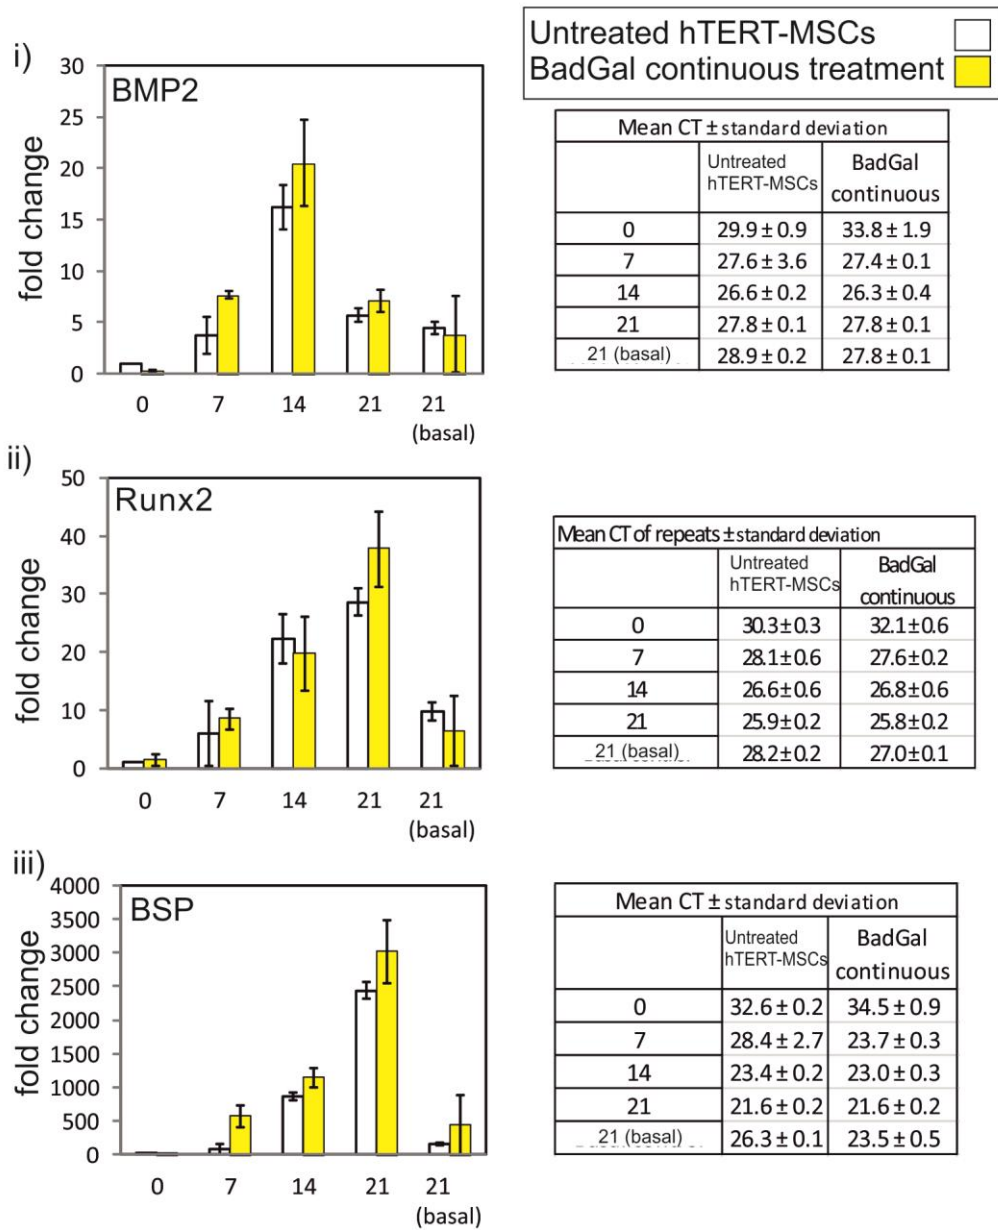 Untreated hTERT-MSCs
BadGal continuous treatment
i)
BMP2
fold change
30
25
20
15
10
5
0
0 7 14 21 21
(basal)
Mean CT ± standard deviation
Untreated hTERT-MSCs BadGal continuous
0 29.9 ± 0.9 33.8 ± 1.9
7 27.6 ± 3.6 27.4 ± 0.1
14 26.6 ± 0.2 26.3 ± 0.4
21 27.8 ± 0.1 27.8 ± 0.1
21 (basal) 28.9 ± 0.2 27.8 ± 0.1
ii)
Runx2
fold change
50
40
30
20
10
0
0 7 14 21 21
(basal)
Mean CT of repeats ± standard deviation
Untreated hTERT-MSCs BadGal continuous
0 30.3 ± 0.3 32.1 ± 0.6
7 28.1 ± 0.6 27.6 ± 0.2
14 26.6 ± 0.6 26.8 ± 0.6
21 25.9 ± 0.2 25.8 ± 0.2
21 (basal) 28.2 ± 0.2 27.0 ± 0.1
iii)
BSP
fold change
4000
3500
3000
2500
2000
1500
1000
500
0
0 7 14 21 21
(basal)
Mean CT ± standard deviation
Untreated hTERT-MSCs BadGal continuous
0 32.6 ± 0.2 34.5 ± 0.9
7 28.4 ± 2.7 23.7 ± 0.3
14 23.4 ± 0.2 23.0 ± 0.3
21 21.6 ± 0.2 21.6 ± 0.2
21 (basal) 26.3 ± 0.1 23.5 ± 0.5